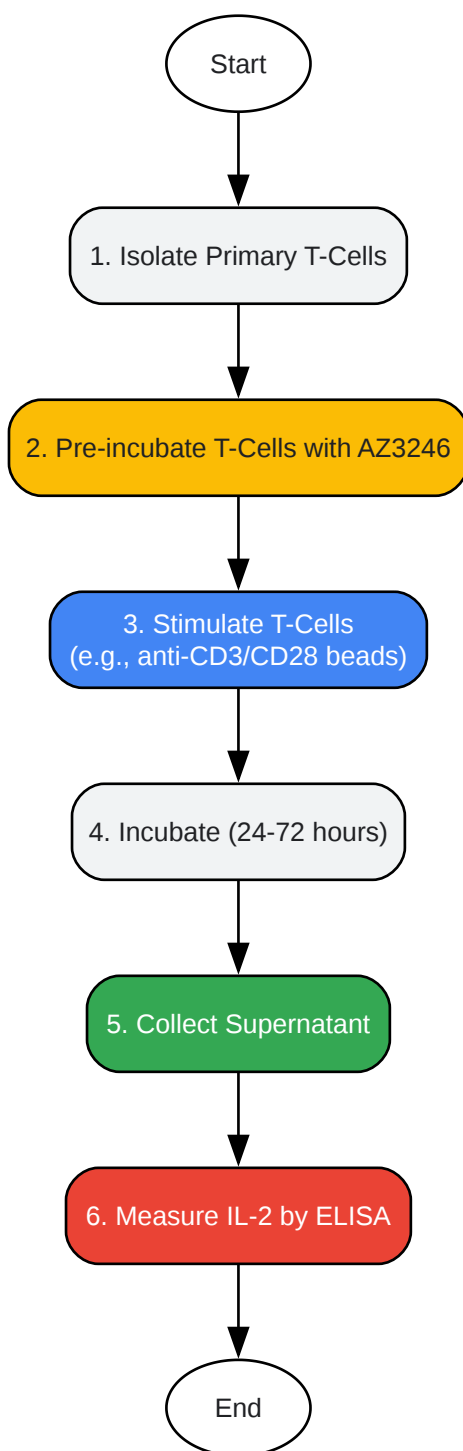 Start
1. Isolate Primary T-Cells
2. Pre-incubate T-Cells with AZ3246
3. Stimulate T-Cells
(e.g., anti-CD3/CD28 beads)
4. Incubate (24-72 hours)
5. Collect Supernatant
6. Measure IL-2 by ELISA
End